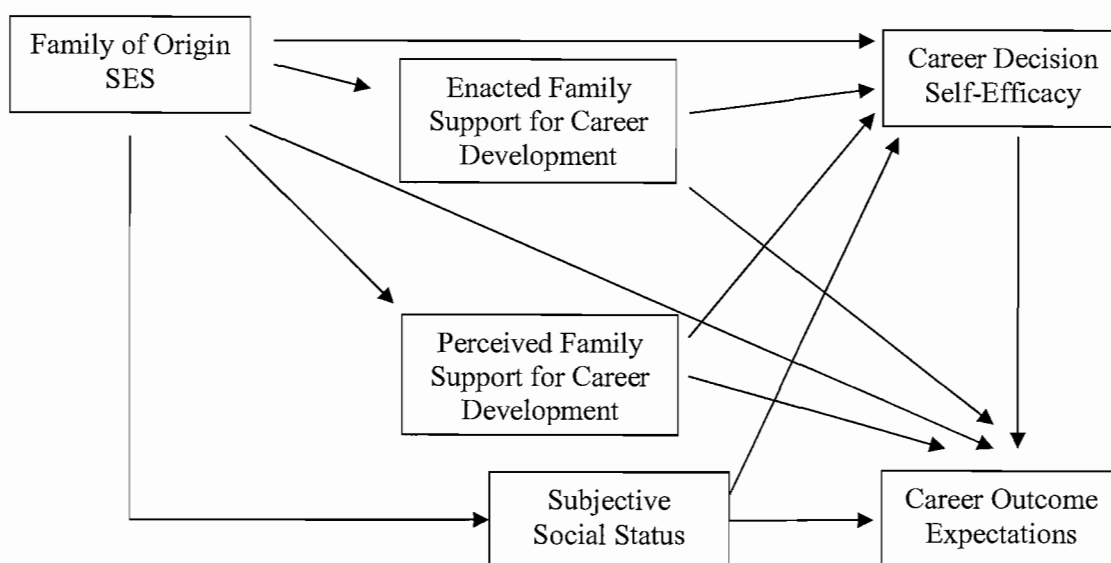 Family of Origin
SES
Career Decision
Self-Efficacy
Enacted Family
Support for Career
Development
Perceived Family
Support for Career
Development
Subjective
Social Status
Career Outcome
Expectations